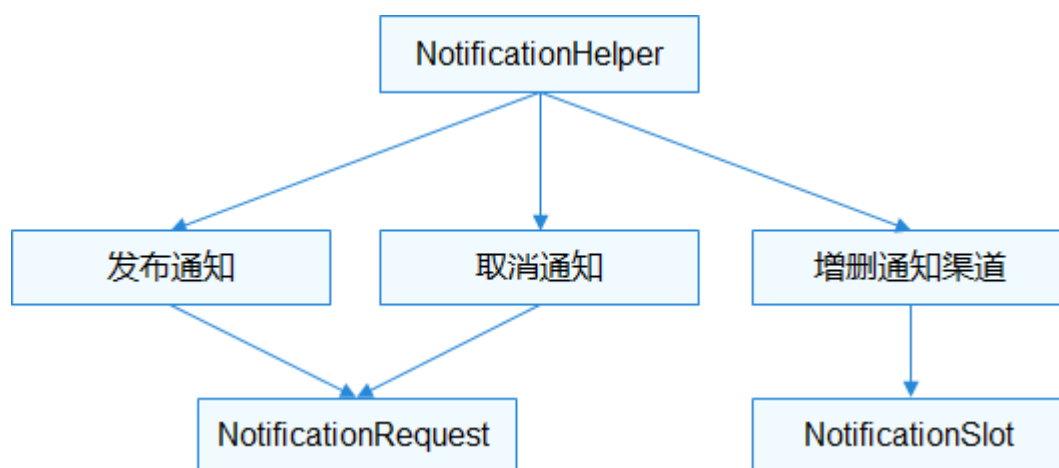 NotificationHelper
发布通知
取消通知
增删通知渠道
NotificationRequest
NotificationSlot